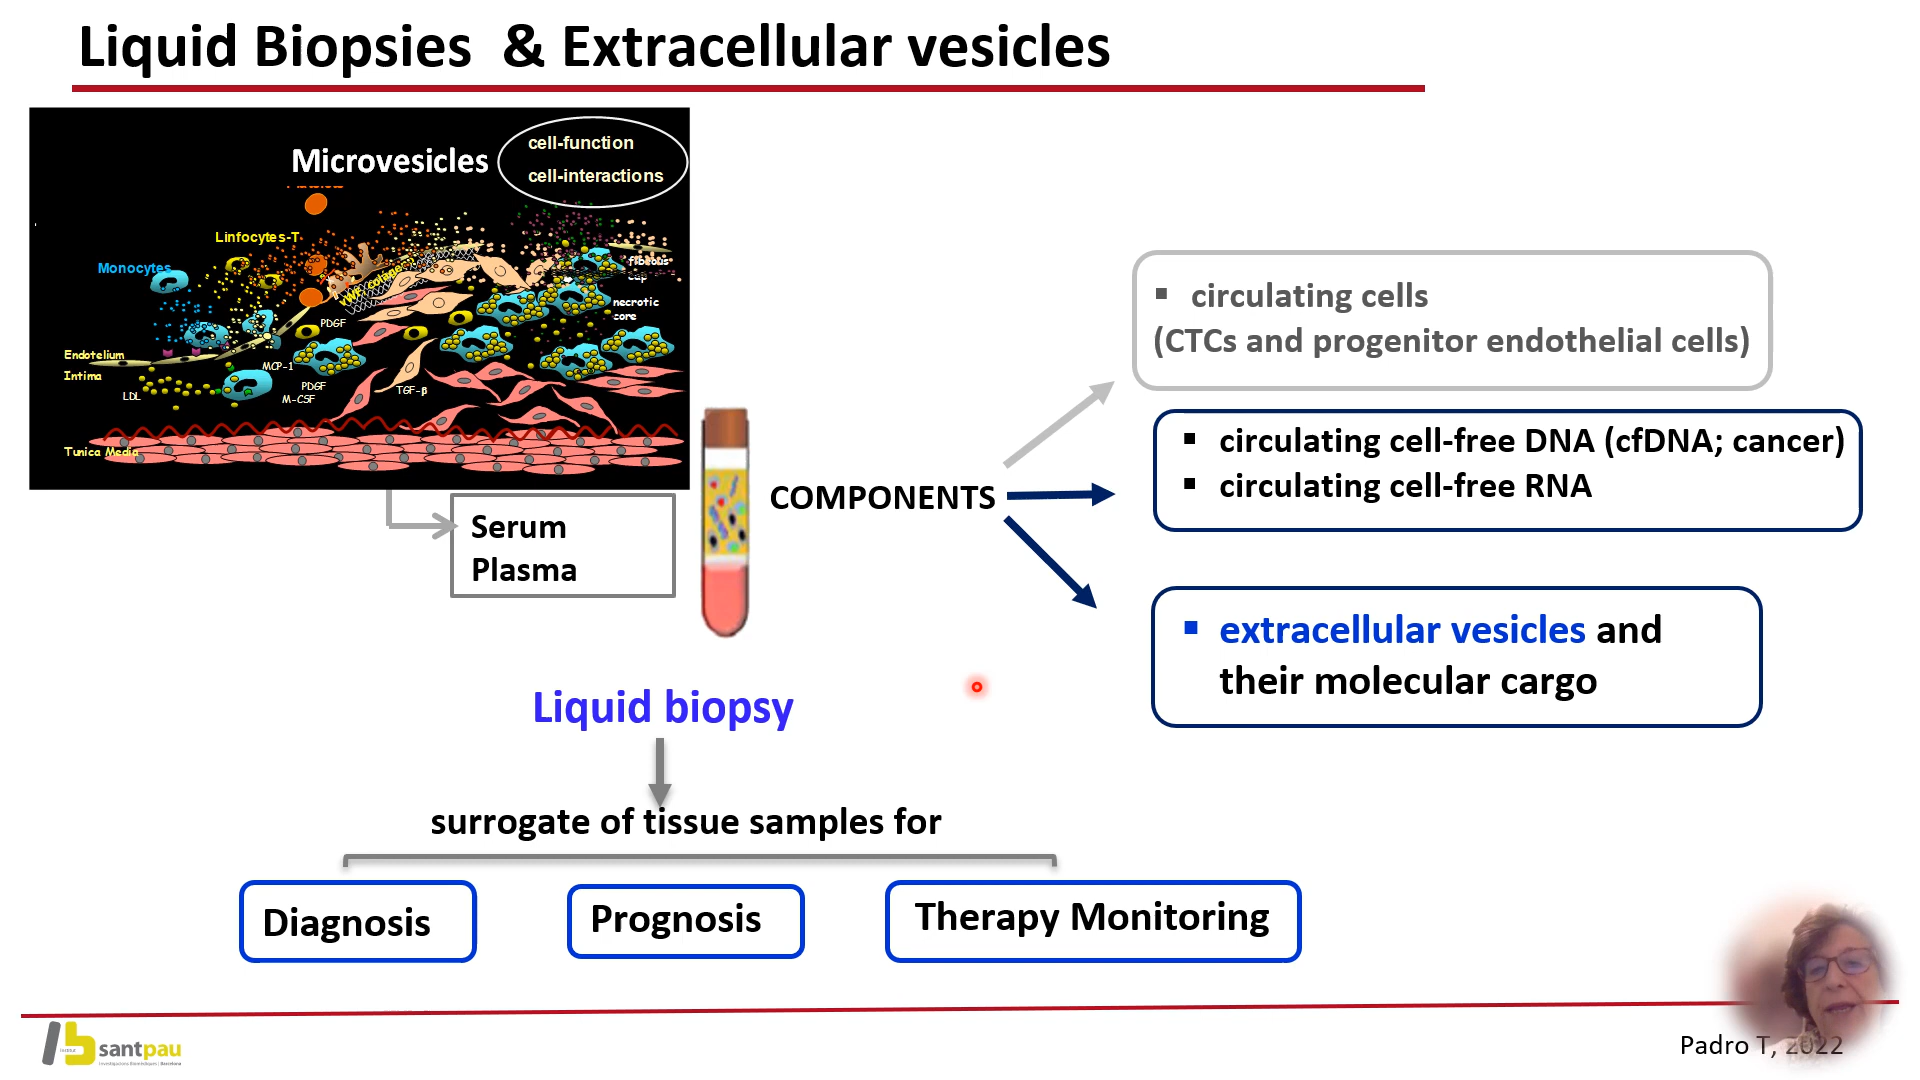 Liquid Biopsies & Extracellular vesicles
Microvesicles
cell-function
cell-interactions
Linfocytes-T
Monocytes
fibeous
cap
necrotic
core
PDGF
Endotelium
MCP-1
Intima
PDGF
LDL
M-CSF
TGF-β
Tunica Media
Serum
Plasma
COMPONENTS
▪ circulating cells
(CTCs and progenitor endothelial cells)
▪ circulating cell-free DNA (cfDNA; cancer)
▪ circulating cell-free RNA
▪ extracellular vesicles and
their molecular cargo
Liquid biopsy
surrogate of tissue samples for
Diagnosis
Prognosis
Therapy Monitoring
santpau
Padro T, 2022